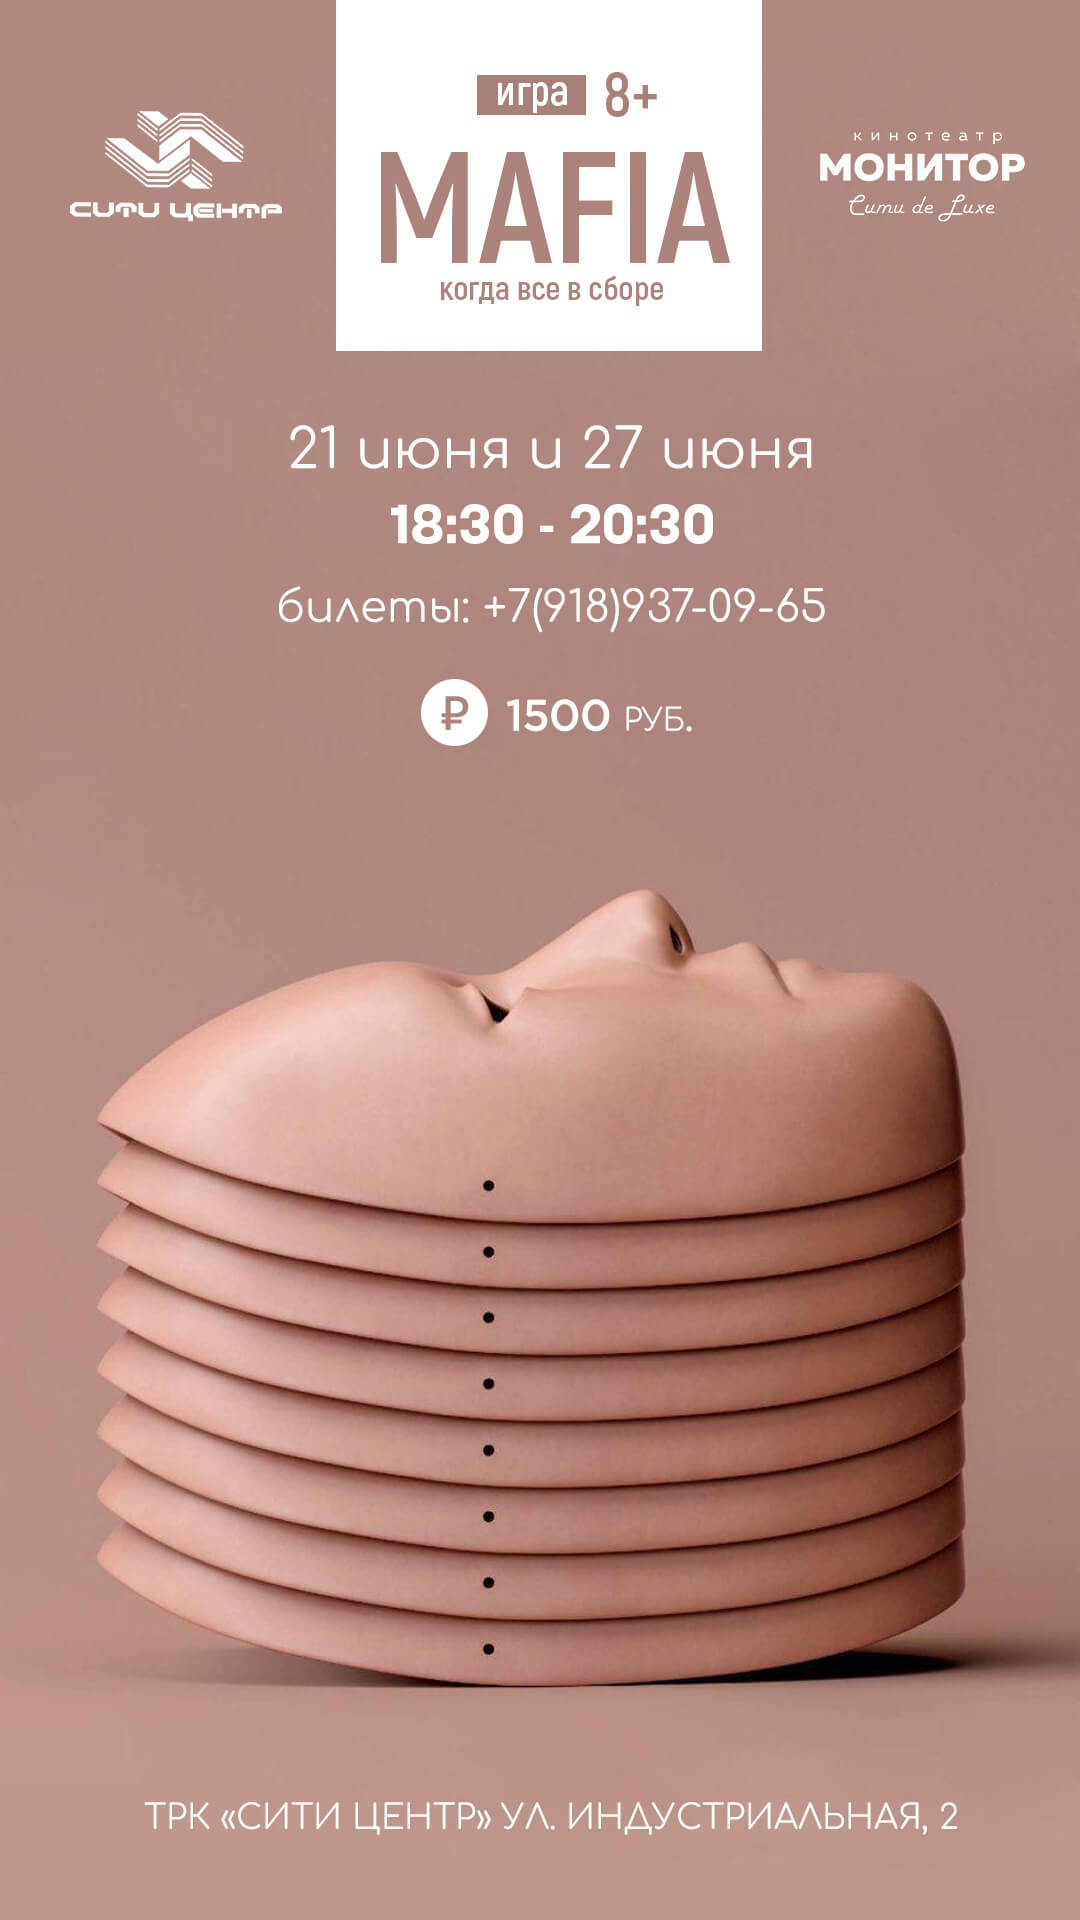 игра 8+
MAFIA
когда все в сборе
СИТИ ЦЕНТР
КИНОТЕАТР
МОНИТОР
Сити de Luxe
21 июня и 27 июня
18:30 - 20:30
билеты: +7(918)937-09-65
₽ 1500 РУБ.
ТРК «СИТИ ЦЕНТР» УЛ. ИНДУСТРИАЛЬНАЯ, 2